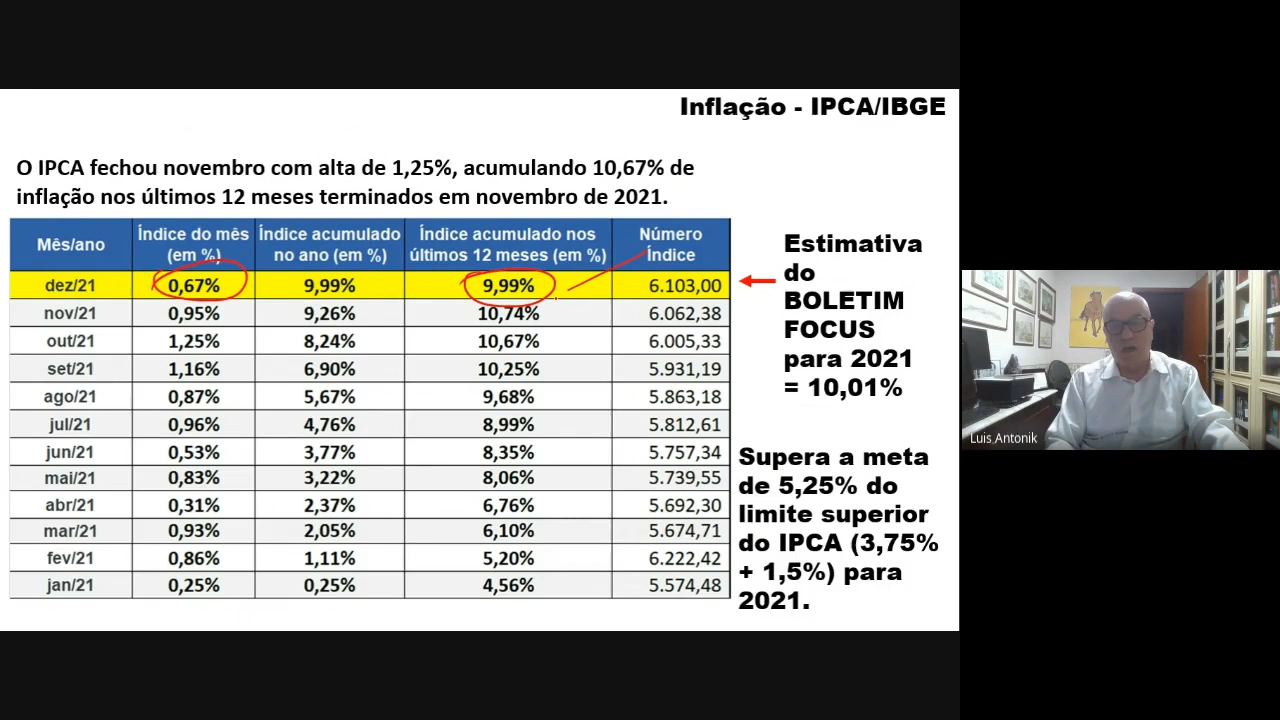 Inflação - IPCA/IBGE
O IPCA fechou novembro com alta de 1,25%, acumulando 10,67% de
inflação nos últimos 12 meses terminados em novembro de 2021.
Mês/ano Índice do mês (em %) Índice acumulado no ano (em %) Índice acumulado nos últimos 12 meses (em %) Número Índice
dez/21 0,67% 9,99% 9,99% 6.103,00
nov/21 0,95% 9,26% 10,74% 6.062,38
out/21 1,25% 8,24% 10,67% 6.005,33
set/21 1,16% 6,90% 10,25% 5.931,19
ago/21 0,87% 5,67% 9,68% 5.863,18
jul/21 0,96% 4,76% 8,99% 5.812,61
jun/21 0,53% 3,77% 8,35% 5.757,34
mai/21 0,83% 3,22% 8,06% 5.739,55
abr/21 0,31% 2,37% 6,76% 5.692,30
mar/21 0,93% 2,05% 6,10% 5.674,71
fev/21 0,86% 1,11% 5,20% 6.222,42
jan/21 0,25% 0,25% 4,56% 5.574,48
Estimativa
do
BOLETIM
FOCUS
para 2021
= 10,01%
Supera a meta
de 5,25% do
limite superior
do IPCA (3,75%
+ 1,5%) para
2021.
Luis Antonik